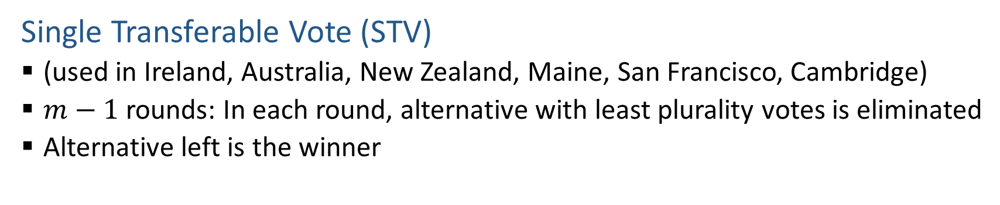 Single Transferable Vote (STV)
▪ (used in Ireland, Australia, New Zealand, Maine, San Francisco, Cambridge)
▪ m − 1 rounds: In each round, alternative with least plurality votes is eliminated
▪ Alternative left is the winner